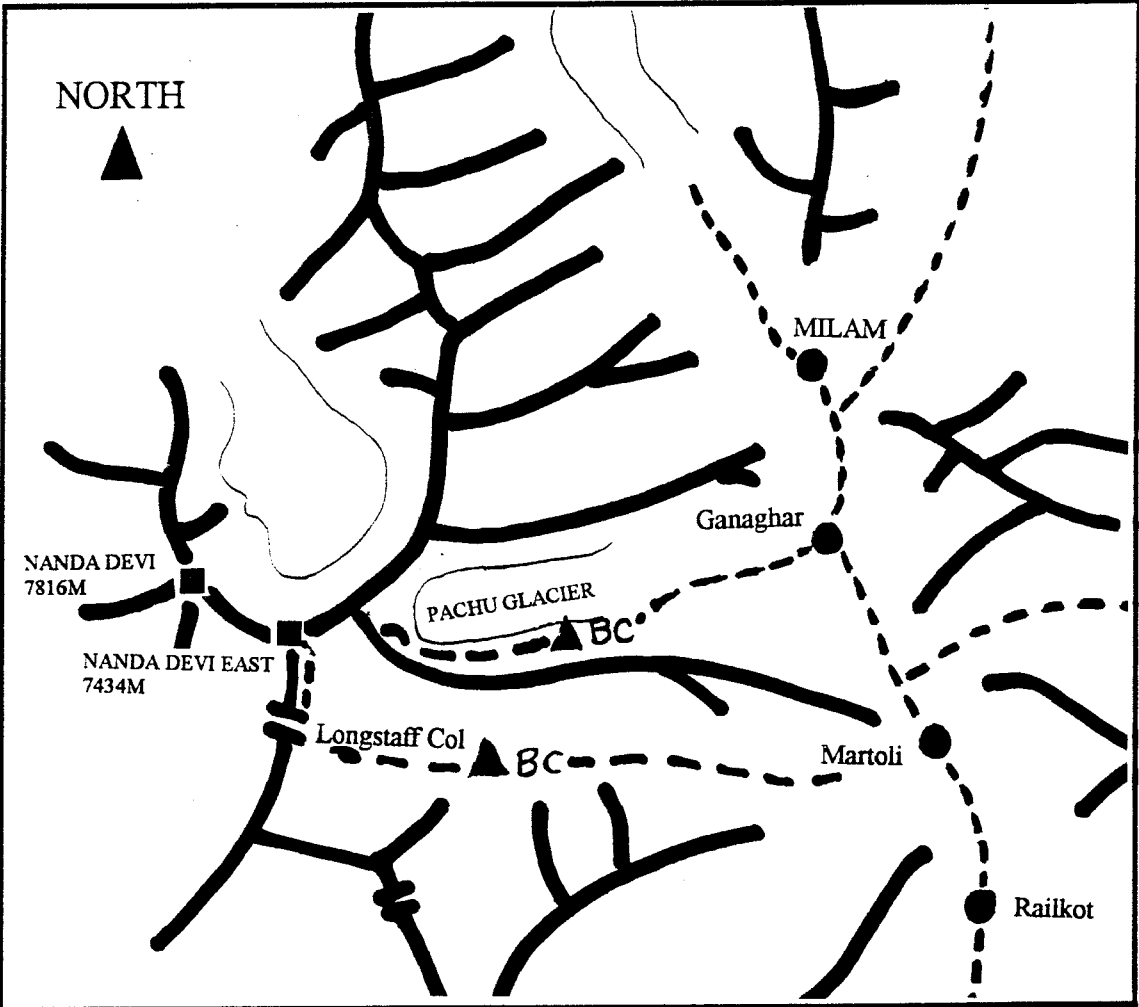 NORTH
MILAM
Ganaghar
NANDA DEVI
7816M
PACHU GLACIER
BC
NANDA DEVI EAST
7434M
Longstaff Col
BC
Martoli
Railkot